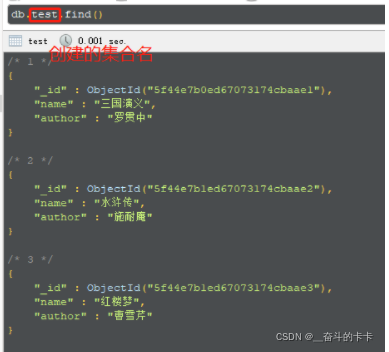 db.test.find()
test 0.001 sec.
创建的集合名
/* 1 */
{
"_id" : ObjectId("5f44e7b0ed67073174cbaae1"),
"name" : "三国演义",
"author" : "罗贯中"
}
/* 2 */
{
"_id" : ObjectId("5f44e7b1ed67073174cbaae2"),
"name" : "水浒传",
"author" : "施耐庵"
}
/* 3 */
{
"_id" : ObjectId("5f44e7b1ed67073174cbaae3"),
"name" : "红楼梦",
"author" : "曹雪芹"
}
CSDN @__奋斗的卡卡